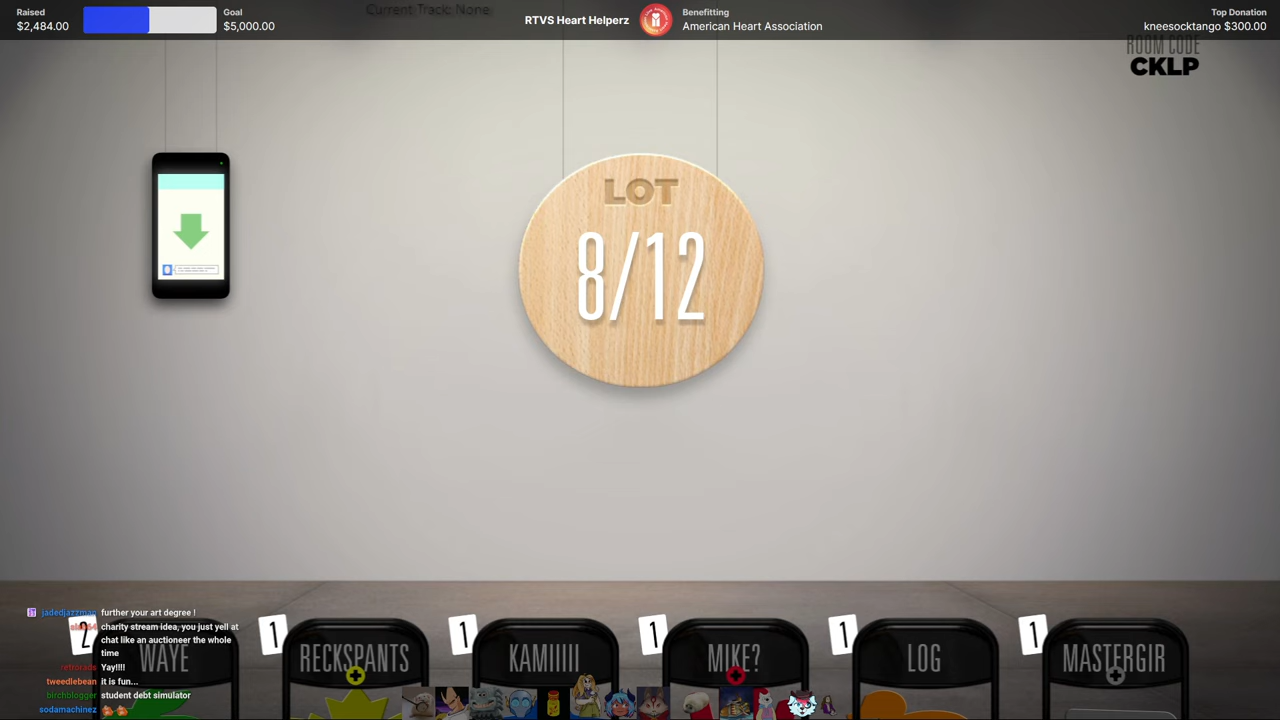 Current Track: None
Raised
$2,484.00
Goal
$5,000.00
RTVS Heart Helperz
Benefitting
American Heart Association
Top Donation
kneesocktango $300.00
ROOM CODE
CKLP
LOT
8/12
jadedjazzman further your art degree !
charity stream idea, you just yell at
chat like an auctioneer the whole
time
retrorads Yay!!!!
tweedlebean it is fun...
birchblogger student debt simulator
sodamachinez
2 WAYE
1 RECKSPANTS
1 KAMIIIII
1 MIKE?
1 LOG
1 MASTERGIR